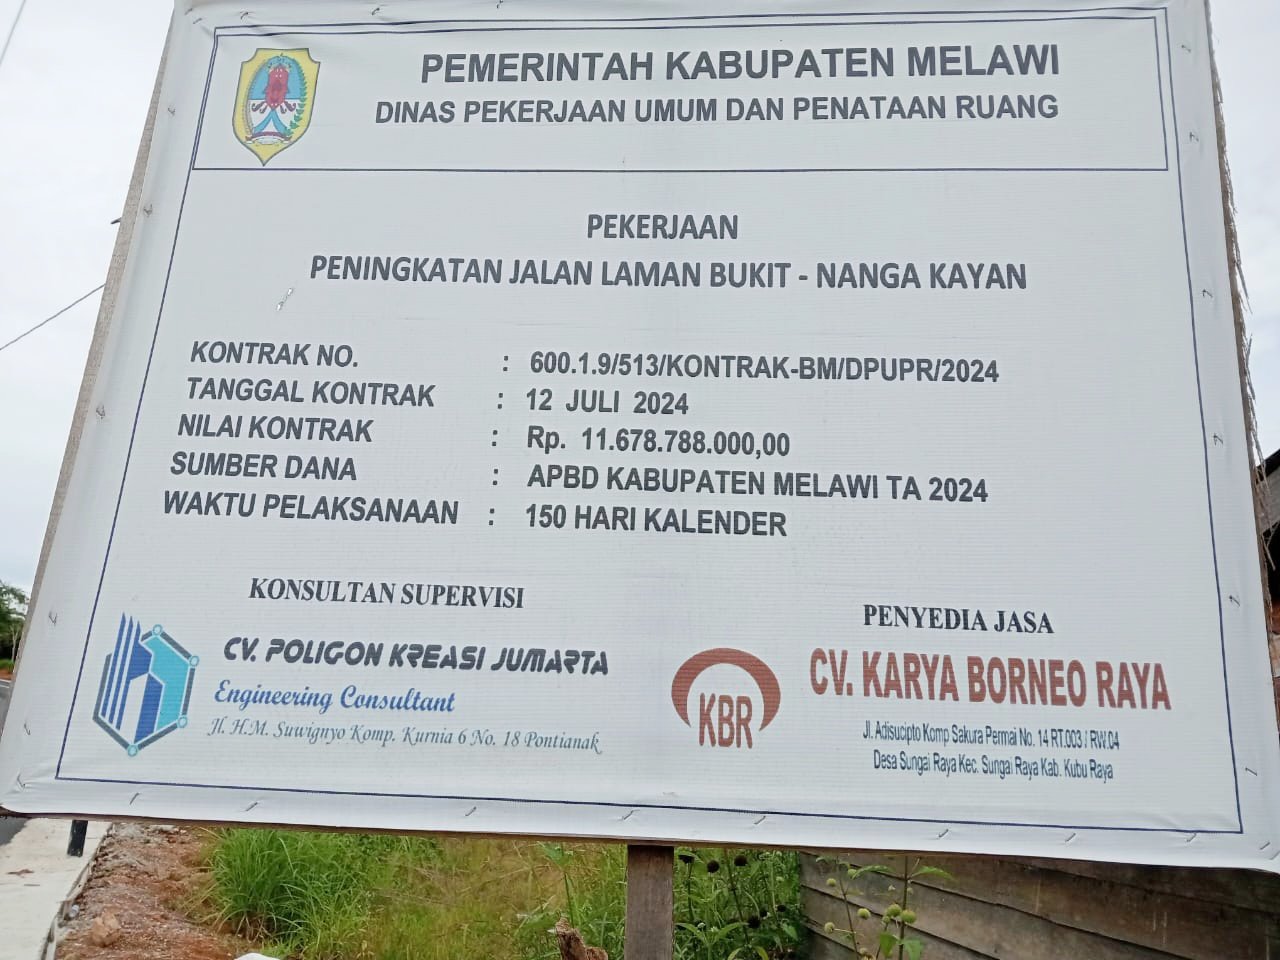 PEMERINTAH KABUPATEN MELAWI
DINAS PEKERJAAN UMUM DAN PENATAAN RUANG
PEKERJAAN
PENINGKATAN JALAN LAMAN BUKIT - NANGA KAYAN
KONTRAK NO. : 600.1.9/513/KONTRAK-BM/DPUPR/2024
TANGGAL KONTRAK : 12 JULI 2024
NILAI KONTRAK : Rp. 11.678.788.000,00
SUMBER DANA : APBD KABUPATEN MELAWI TA 2024
WAKTU PELAKSANAAN : 150 HARI KALENDER
KONSULTAN SUPERVISI
CV. POLIGON KREASI JUMARTA
Engineering Consultant
Jl. H.M. Suwignyo Komp. Kurnia 6 No. 18 Pontianak
PENYEDIA JASA
KBR
CV. KARYA BORNEO RAYA
Jl. Adisucipto Komp Sakura Permai No. 14 RT.003 / RW.04
Desa Sungai Raya Kec. Sungai Raya Kab. Kubu Raya